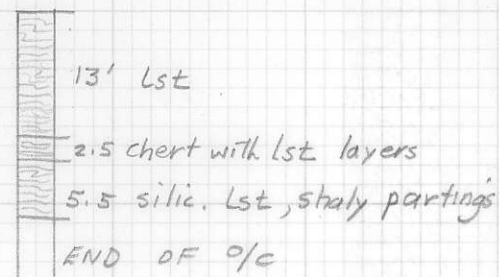 13' Lst
2.5 chert with lst layers
5.5 silic. Lst, shaly partings
END OF O/C